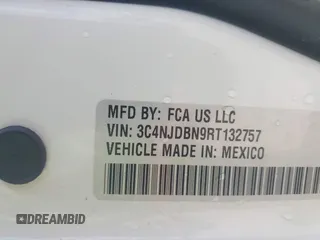 MFD BY: FCA US LLC
VIN: 3C4NJDBN9RT132757
VEHICLE MADE IN: MEXICO
DREAMBID